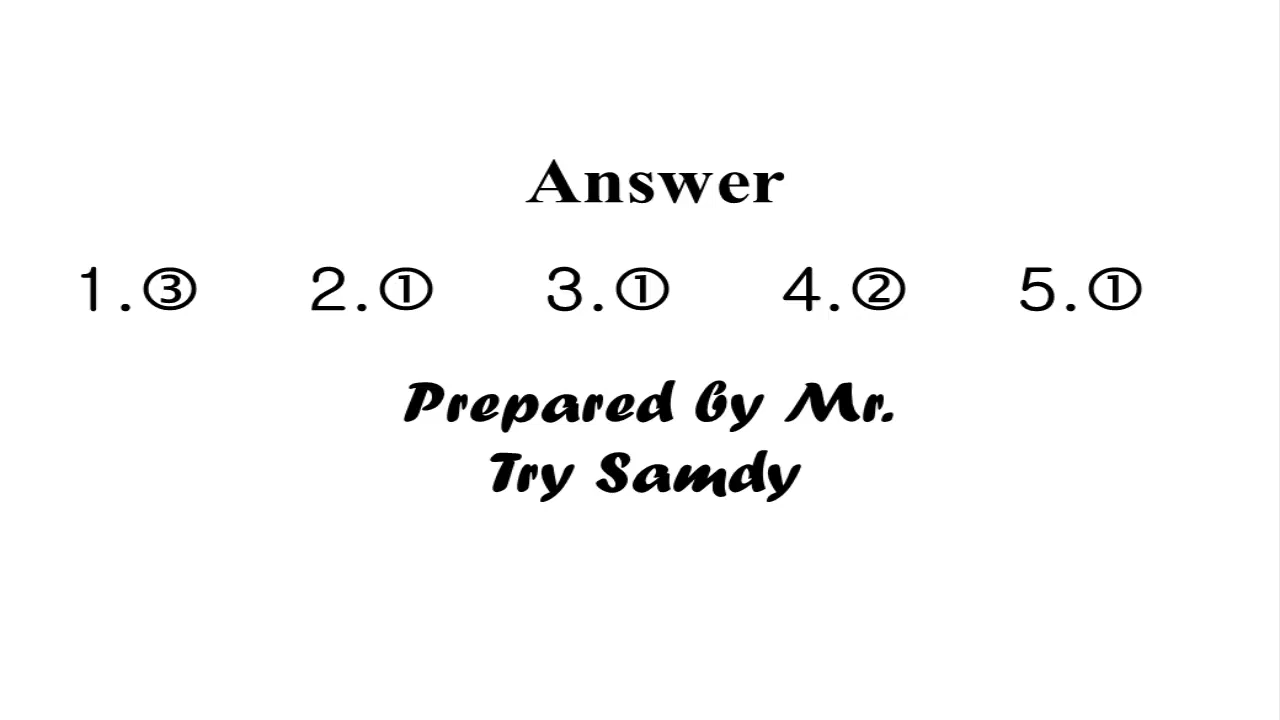 Answer
1.③ 2.① 3.① 4.② 5.①
Prepared by Mr.
Try Samdy